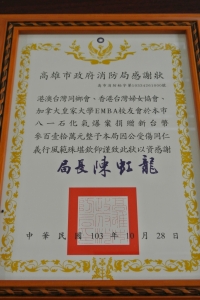 高雄市政府消防局感謝狀
港澳台灣同鄉會、香港台灣婦女協會、
加拿大皇家大學EMBA校友會於本市
八一石化氣爆案捐贈新台幣
參百壹拾萬元整予本局因公受傷同仁
義行風範殊堪欽仰謹致此狀以資感謝
局長陳虹龍
中華民國103年10月28日